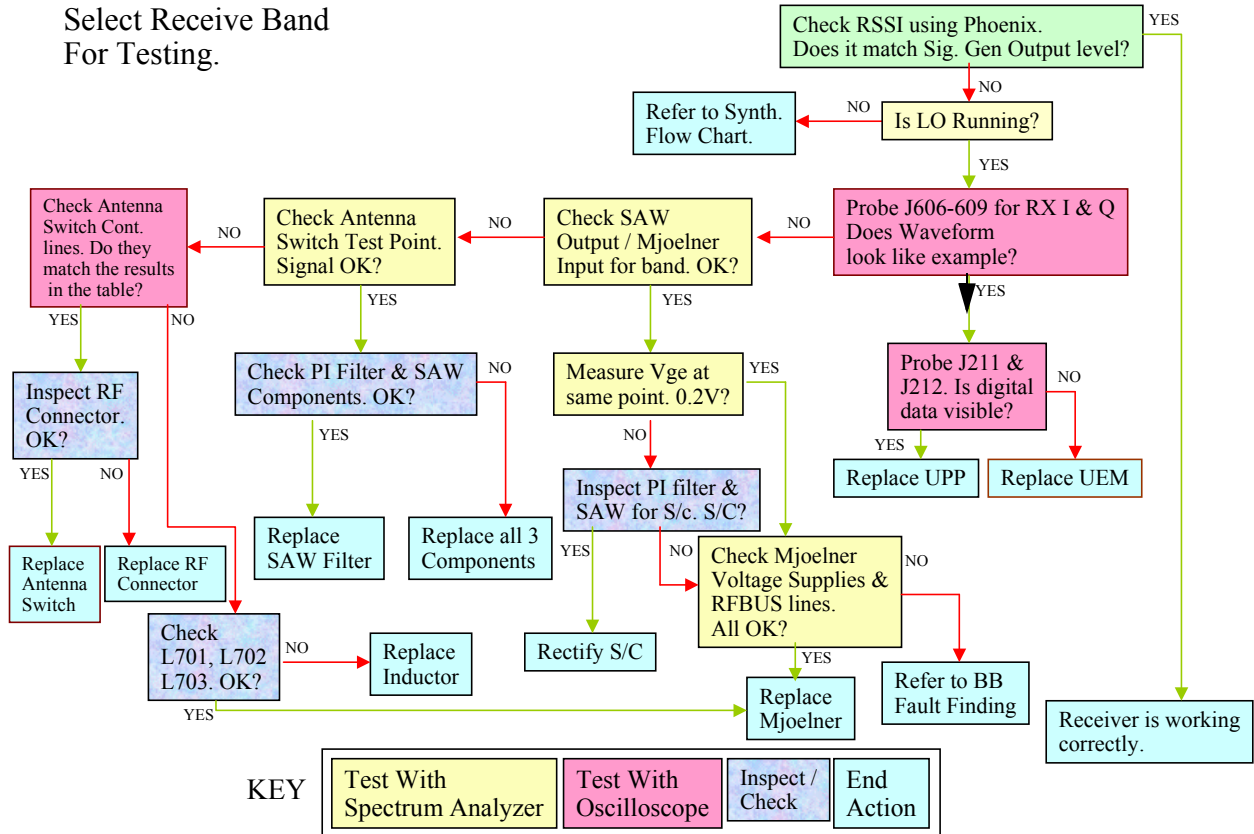 Select Receive Band
For Testing.
Check RSSI using Phoenix.
Does it match Sig. Gen Output level?
YES
NO
Refer to Synth.
Flow Chart.
NO
Is LO Running?
YES
Check Antenna
Switch Cont.
lines. Do they
match the results
in the table?
NO
Check Antenna
Switch Test Point.
Signal OK?
NO
Check SAW
Output / Mjoelner
Input for band. OK?
NO
Probe J606-609 for RX I & Q
Does Waveform
look like example?
YES
NO
YES
YES
YES
Inspect RF
Connector.
OK?
Check PI Filter & SAW
Components. OK?
NO
Measure Vge at
same point. 0.2V?
YES
Probe J211 &
J212. Is digital
data visible?
NO
YES
NO
YES
NO
YES
Replace UPP
Replace UEM
Inspect PI filter &
SAW for S/c. S/C?
YES
NO
Replace
Antenna
Switch
Replace RF
Connector
Replace
SAW Filter
Replace all 3
Components
Check Mjoelner
Voltage Supplies &
RFBUS lines.
All OK?
NO
YES
Check
L701, L702
L703. OK?
NO
YES
Replace
Inductor
Rectify S/C
Replace
Mjoelner
Refer to BB
Fault Finding
Receiver is working
correctly.
KEY
Test With
Spectrum Analyzer
Test With
Oscilloscope
Inspect /
Check
End
Action